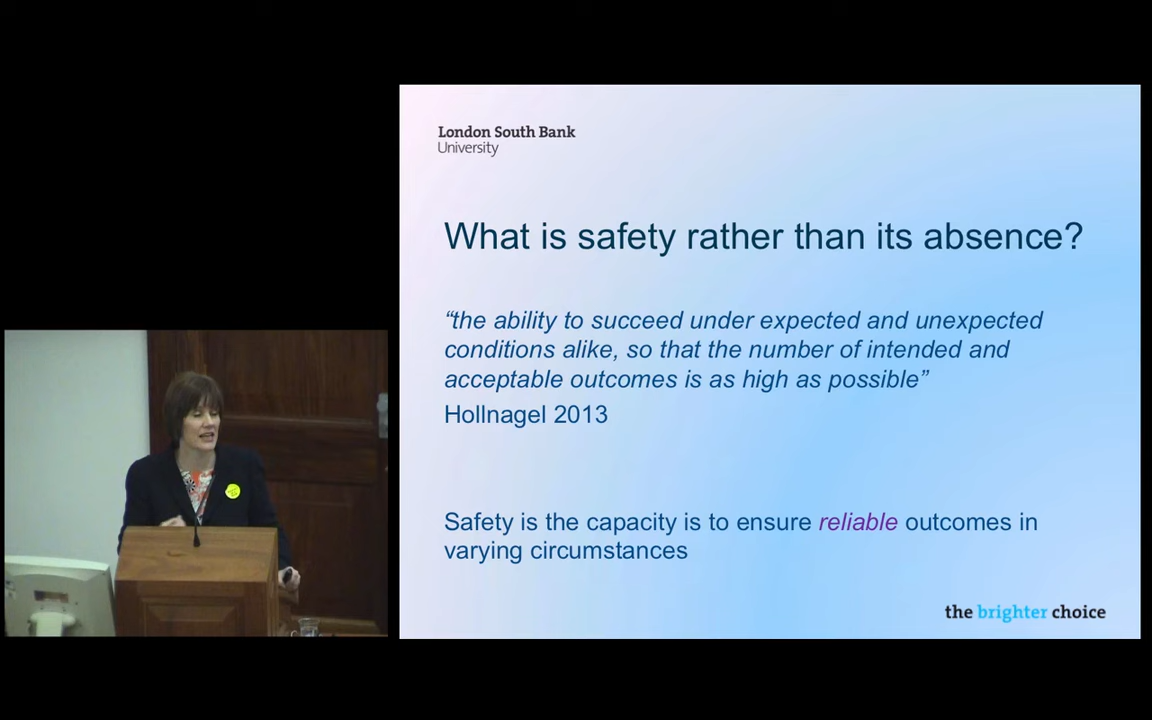 London South Bank
University
What is safety rather than its absence?
“the ability to succeed under expected and unexpected
conditions alike, so that the number of intended and
acceptable outcomes is as high as possible”
Hollnagel 2013
Safety is the capacity is to ensure reliable outcomes in
varying circumstances
the brighter choice